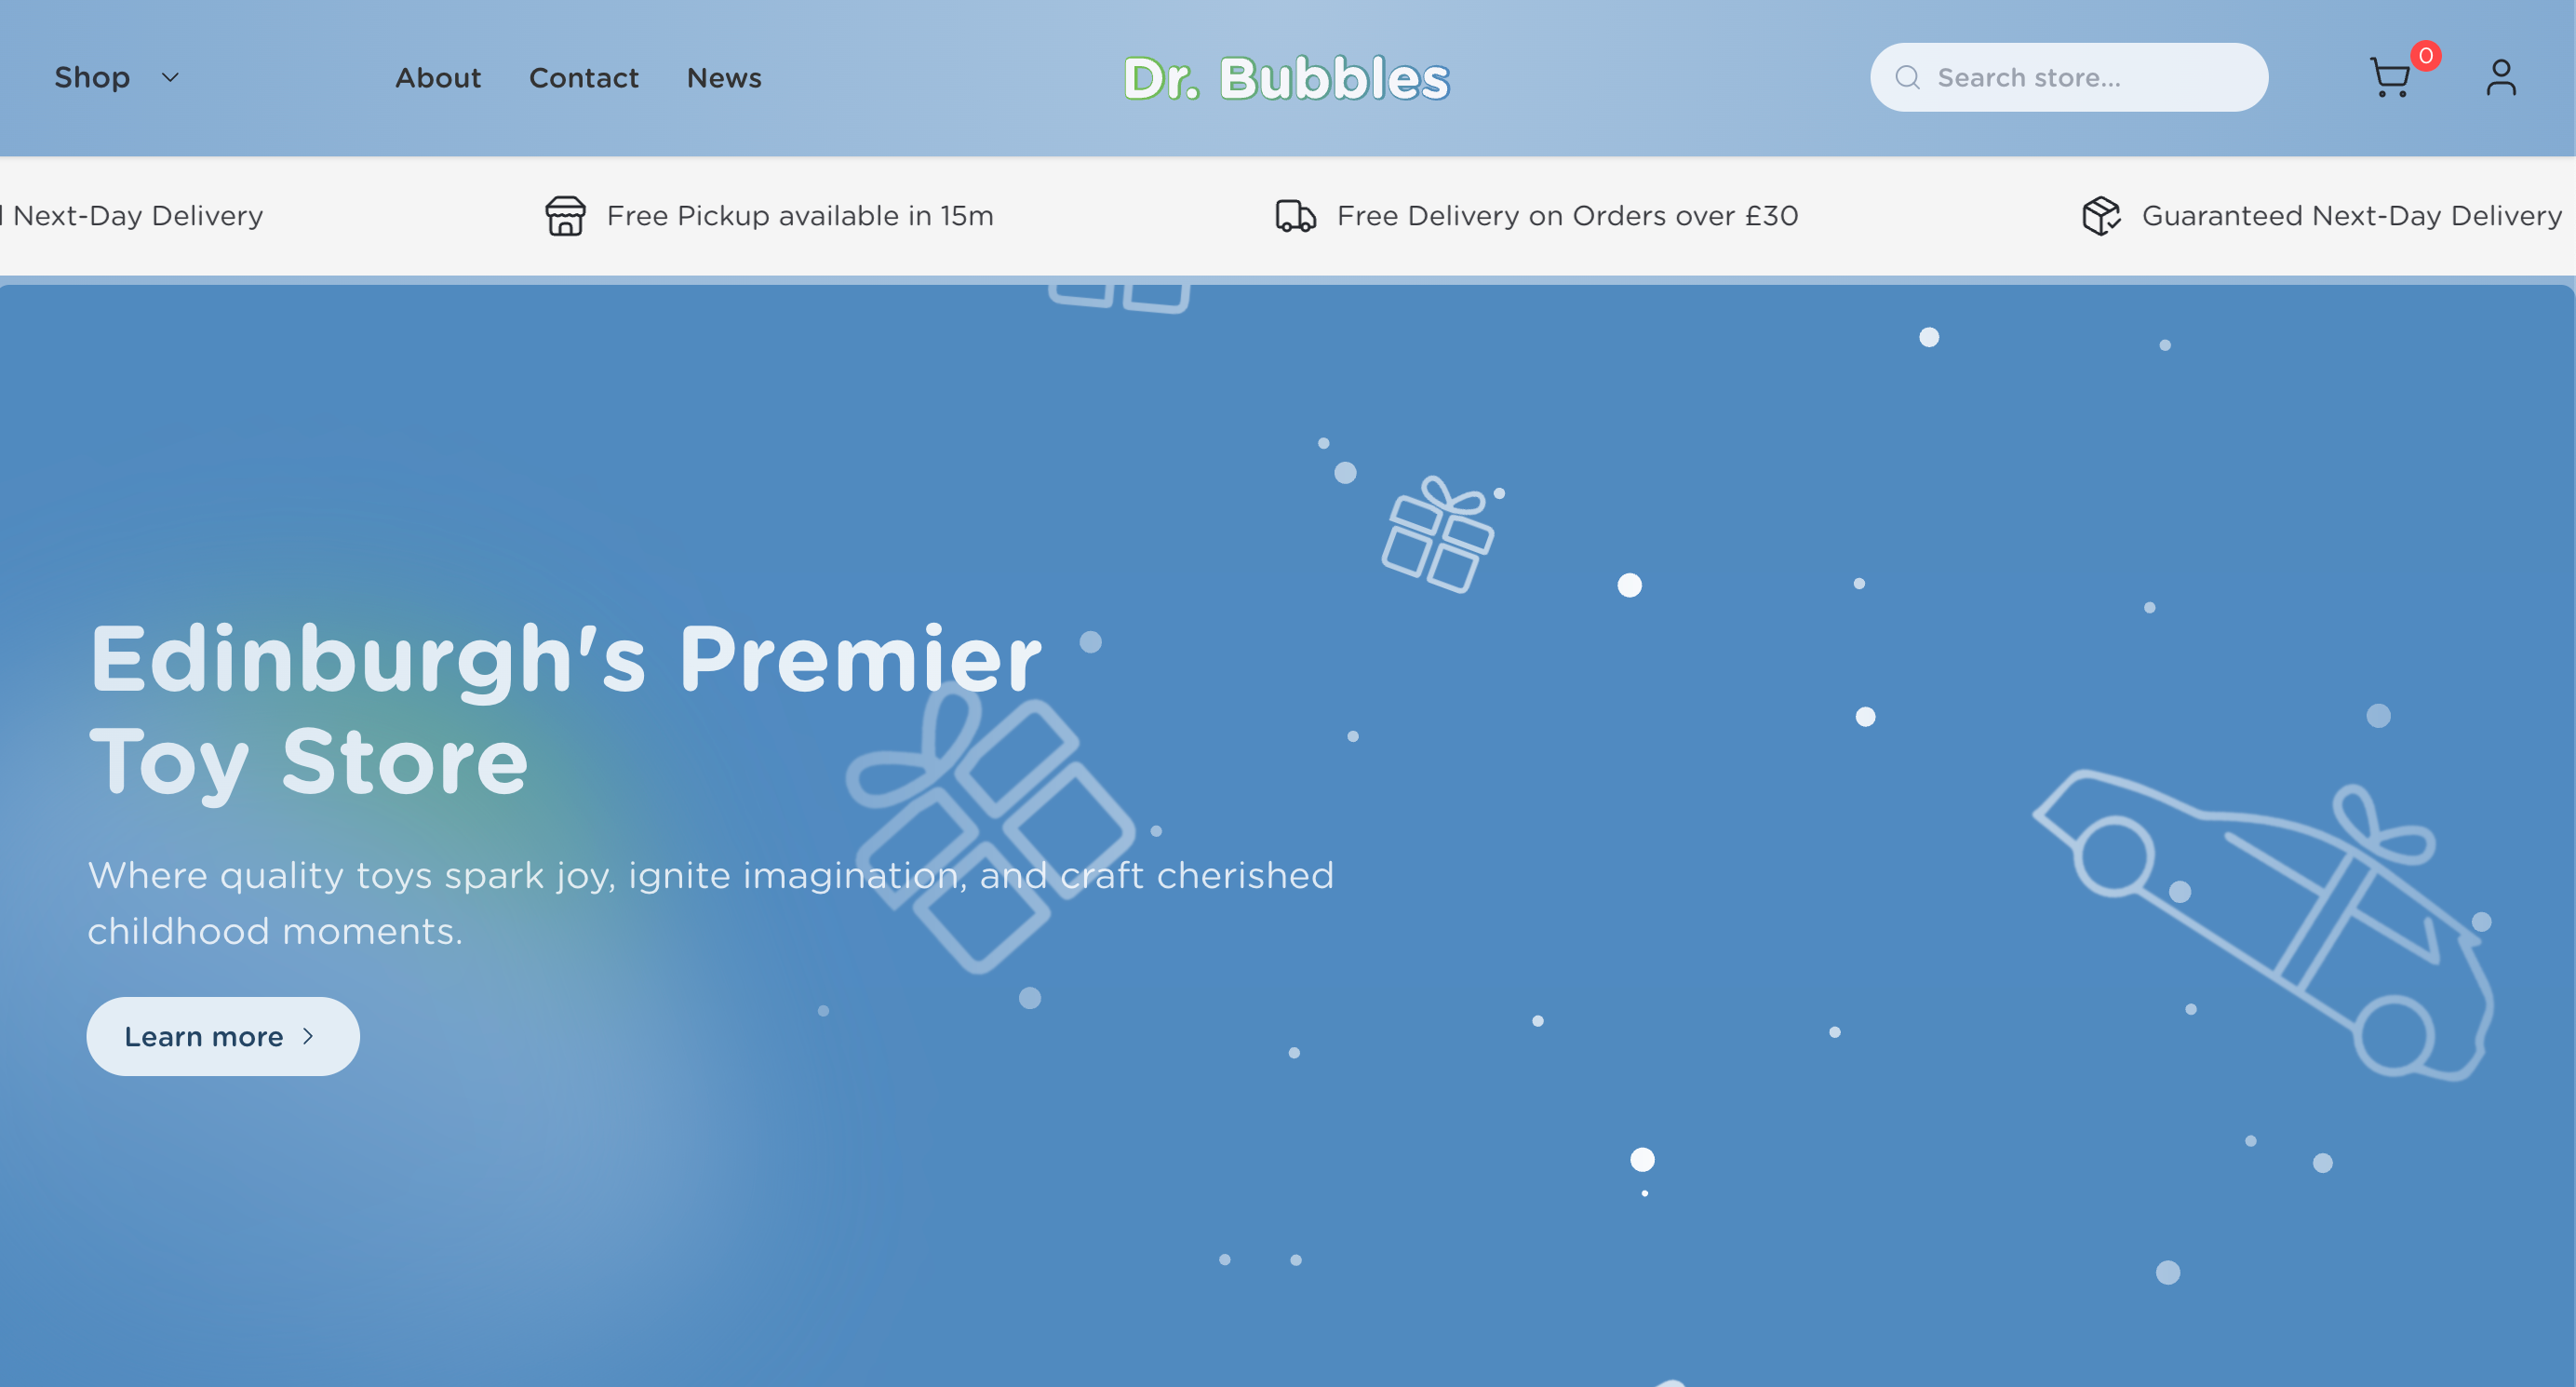 Shop
About
Contact
News
Dr. Bubbles
Search store...
0
Next-Day Delivery
Free Pickup available in 15m
Free Delivery on Orders over £30
Guaranteed Next-Day Delivery
Edinburgh's Premier
Toy Store
Where quality toys spark joy, ignite imagination, and craft cherished
childhood moments.
Learn more